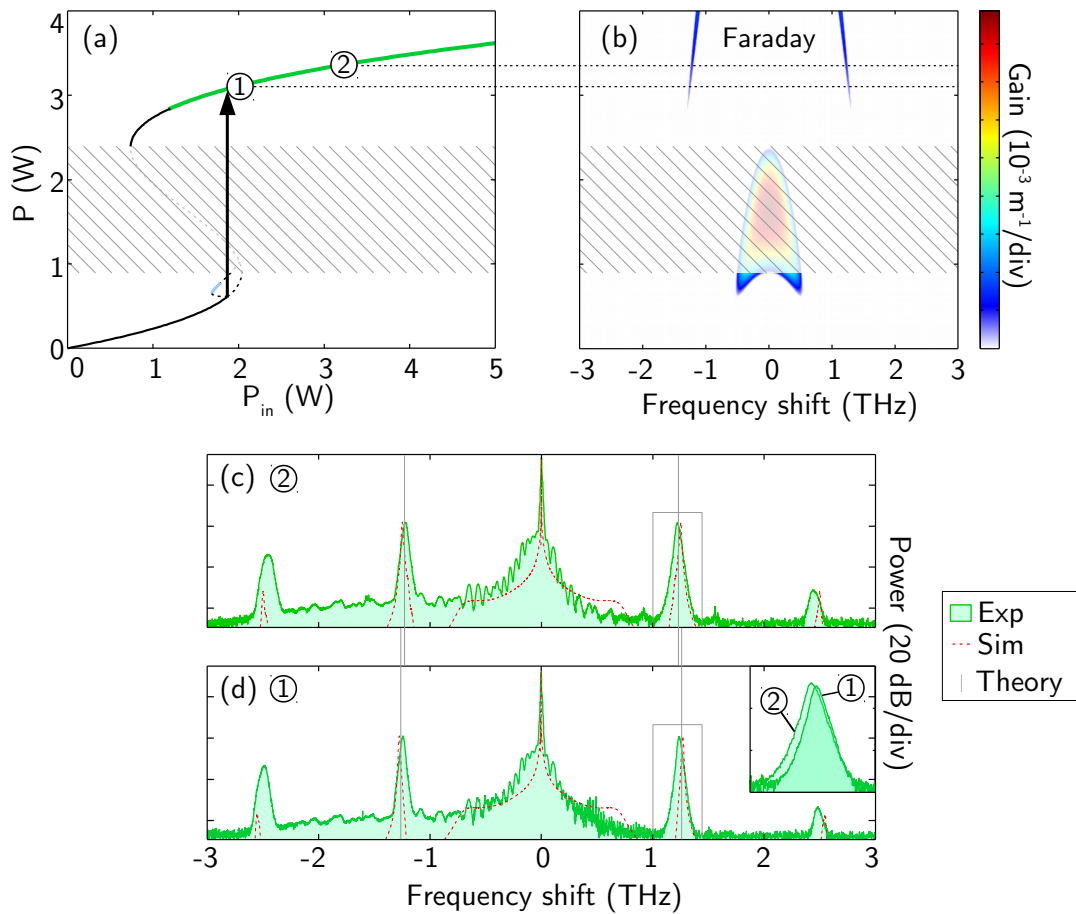 (a)
4
3
2
1
0
P (W)
①
②
0 1 2 3 4 5
P_in (W)
(b)
Faraday
-3 -2 -1 0 1 2 3
Frequency shift (THz)
Gain (10⁻³ m⁻¹/div)
(c) ②
(d) ①
②
①
Power (20 dB/div)
-3 -2 -1 0 1 2 3
Frequency shift (THz)
Exp
Sim
Theory